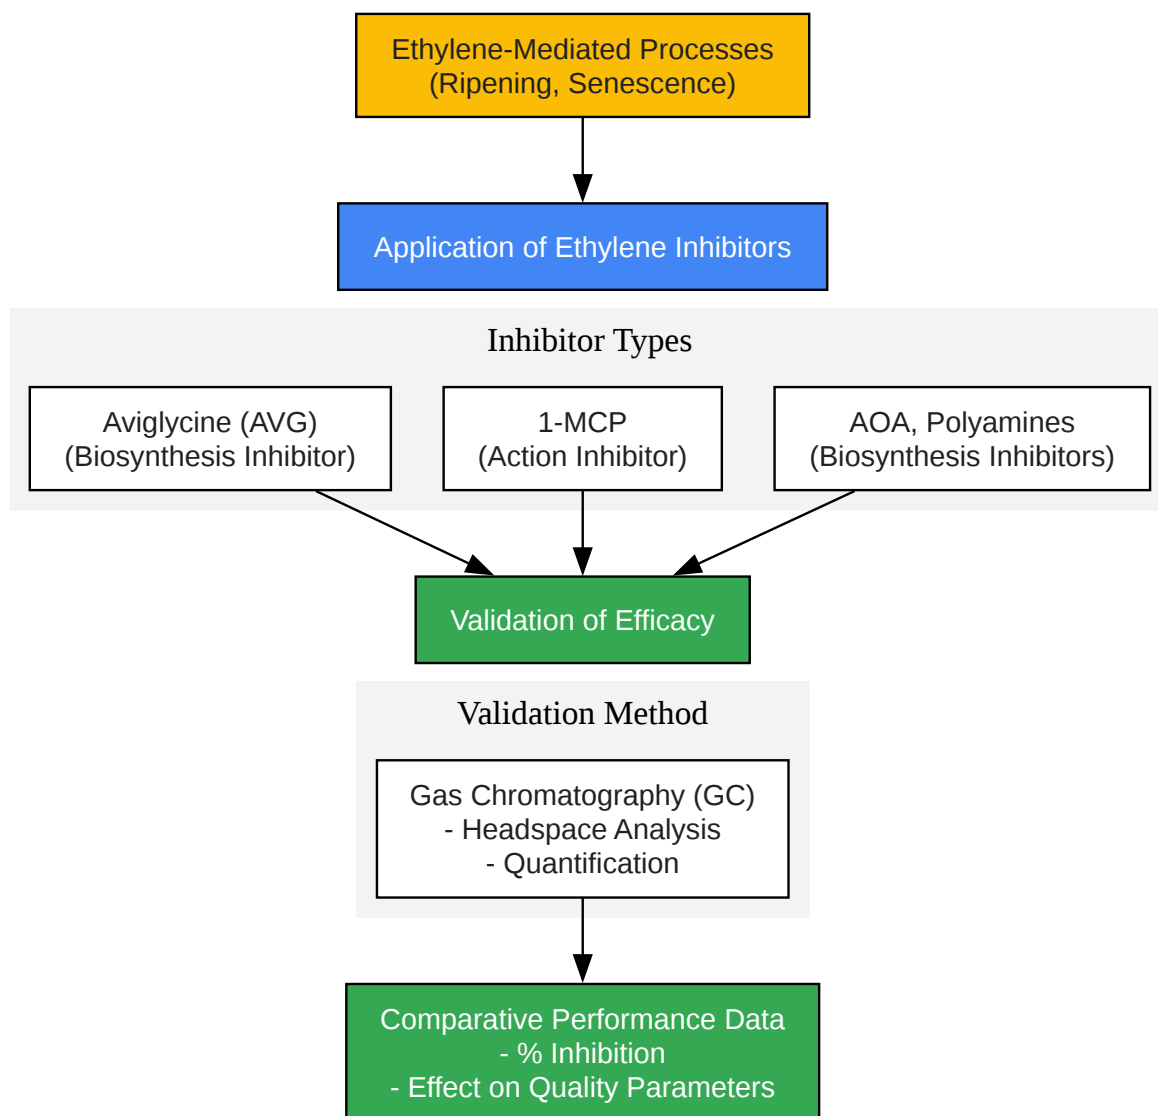 Ethylene-Mediated Processes
(Ripening, Senescence)
Application of Ethylene Inhibitors
Inhibitor Types
Aviglycine (AVG)
(Biosynthesis Inhibitor)
1-MCP
(Action Inhibitor)
AOA, Polyamines
(Biosynthesis Inhibitors)
Validation of Efficacy
Validation Method
Gas Chromatography (GC)
- Headspace Analysis
- Quantification
Comparative Performance Data
- % Inhibition
- Effect on Quality Parameters